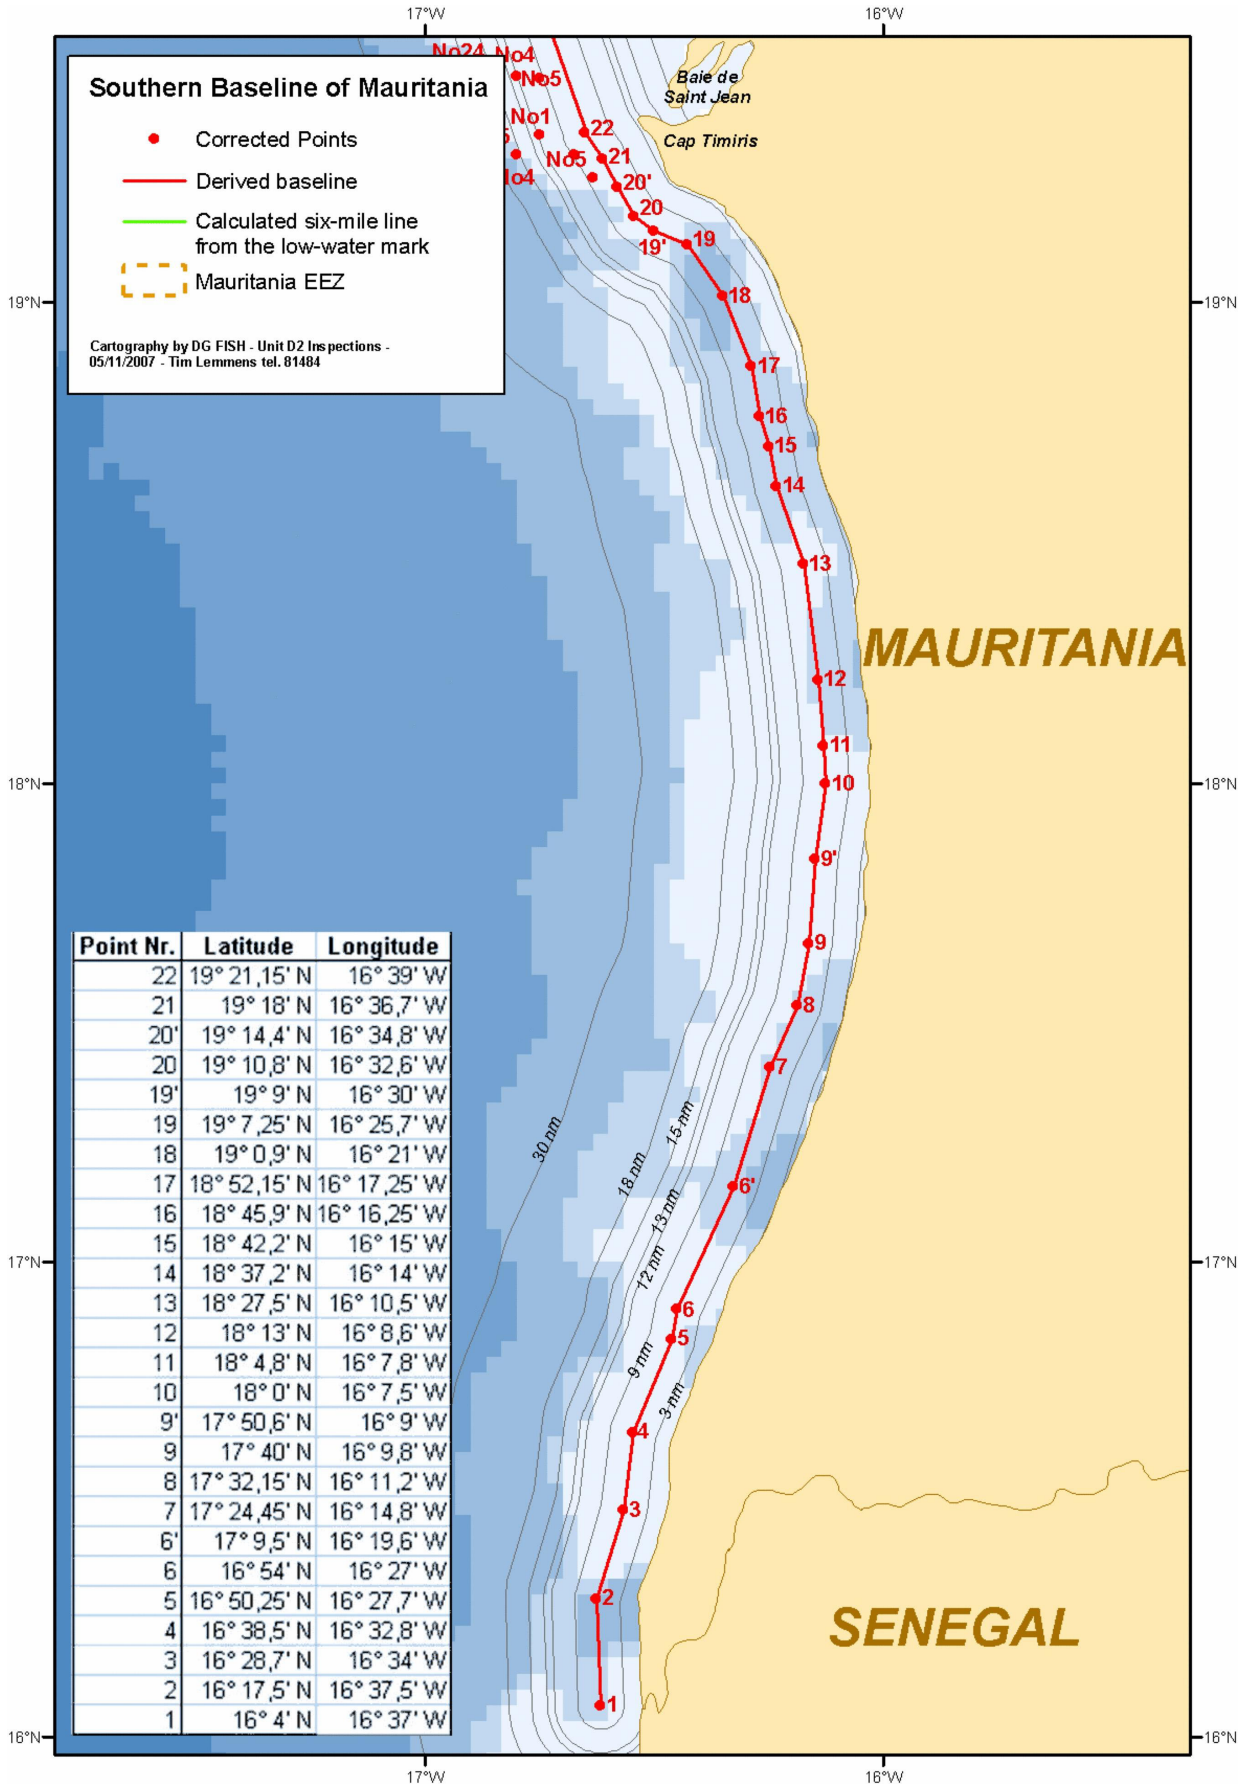 17°W 16°W
No24 No4
No5
No1
No5
Southern Baseline of Mauritania
Corrected Points
Derived baseline
Calculated six-mile line
from the low-water mark
Mauritania EEZ
Cartography by DG FISH - Unit D2 Inspections -
05/11/2007 - Tim Lemmens tel. 81484
Baie de
Saint Jean
Cap Timiris
22
21
20'
20
19'
19
19°N 19°N
18
17
16
15
14
13
MAURITANIA
12
11
18°N 18°N
10
9'
9
8
7
6'
17°N 17°N
6
5
4
3
2
1
30 nm
18 nm
15 nm
13 nm
12 nm
9 nm
3 nm
SENEGAL
Point Nr. Latitude Longitude
22 19° 21,15' N 16° 39' W
21 19° 18' N 16° 36,7' W
20' 19° 14,4' N 16° 34,8' W
20 19° 10,8' N 16° 32,6' W
19' 19° 9' N 16° 30' W
19 19° 7,25' N 16° 25,7' W
18 19° 0,9' N 16° 21' W
17 18° 52,15' N 16° 17,25' W
16 18° 45,9' N 16° 16,25' W
15 18° 42,2' N 16° 15' W
14 18° 37,2' N 16° 14' W
13 18° 27,5' N 16° 10,5' W
12 18° 13' N 16° 8,6' W
11 18° 4,8' N 16° 7,8' W
10 18° 0' N 16° 7,5' W
9' 17° 50,6' N 16° 9' W
9 17° 40' N 16° 9,8' W
8 17° 32,15' N 16° 11,2' W
7 17° 24,45' N 16° 14,8' W
6' 17° 9,5' N 16° 19,6' W
6 16° 54' N 16° 27' W
5 16° 50,25' N 16° 27,7' W
4 16° 38,5' N 16° 32,8' W
3 16° 28,7' N 16° 34' W
2 16° 17,5' N 16° 37,5' W
1 16° 4' N 16° 37' W
16°N 16°N
17°W 16°W